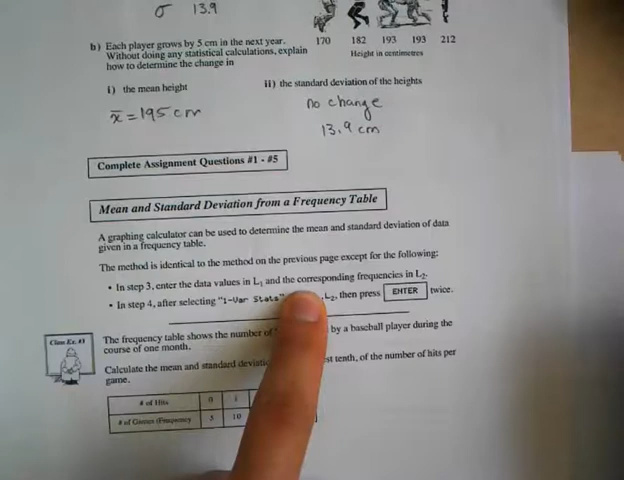 σ 13.9
170 182 193 193 212
Height in centimetres
b) Each player grows by 5 cm in the next year.
Without doing any statistical calculations, explain
how to determine the change in
i) the mean height
ii) the standard deviation of the heights
x̄ = 195 cm
no change
13.9 cm
Complete Assignment Questions #1 - #5
Mean and Standard Deviation from a Frequency Table
A graphing calculator can be used to determine the mean and standard deviation of data
given in a frequency table.
The method is identical to the method on the previous page except for the following:
• In step 3, enter the data values in L₁ and the corresponding frequencies in L₂.
• In step 4, after selecting "1-Var Stats" ,L₂, then press ENTER twice.
Class Ex. #3
The frequency table shows the number of by a baseball player during the
course of one month.
Calculate the mean and standard st tenth, of the number of hits per
game.
# of Hits 0 1
# of Games (Frequency 5 10